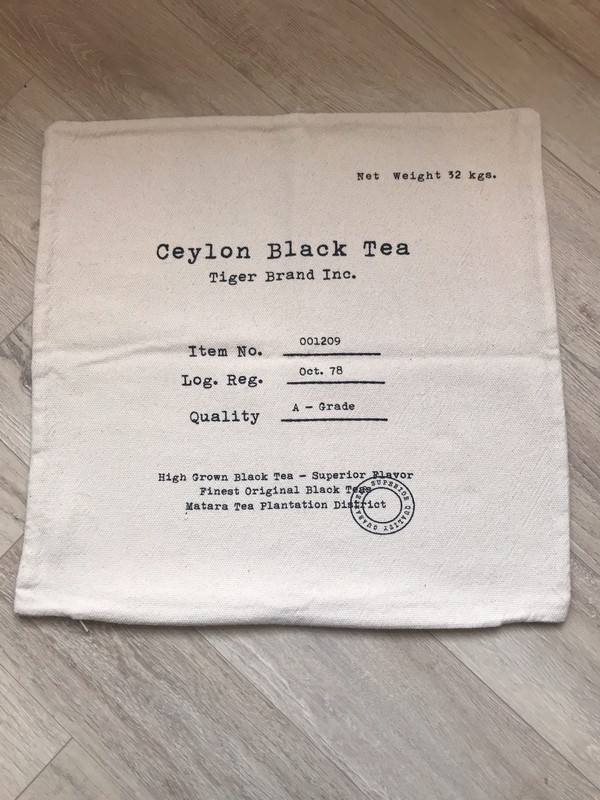 Net Weight 32 kgs.
Ceylon Black Tea
Tiger Brand Inc.
Item No. 001209
Log. Reg. Oct. 78
Quality A - Grade
High Grown Black Tea - Superior Flavor
Finest Original Black Teas
Matara Tea Plantation District
SUPERIOR QUALITY